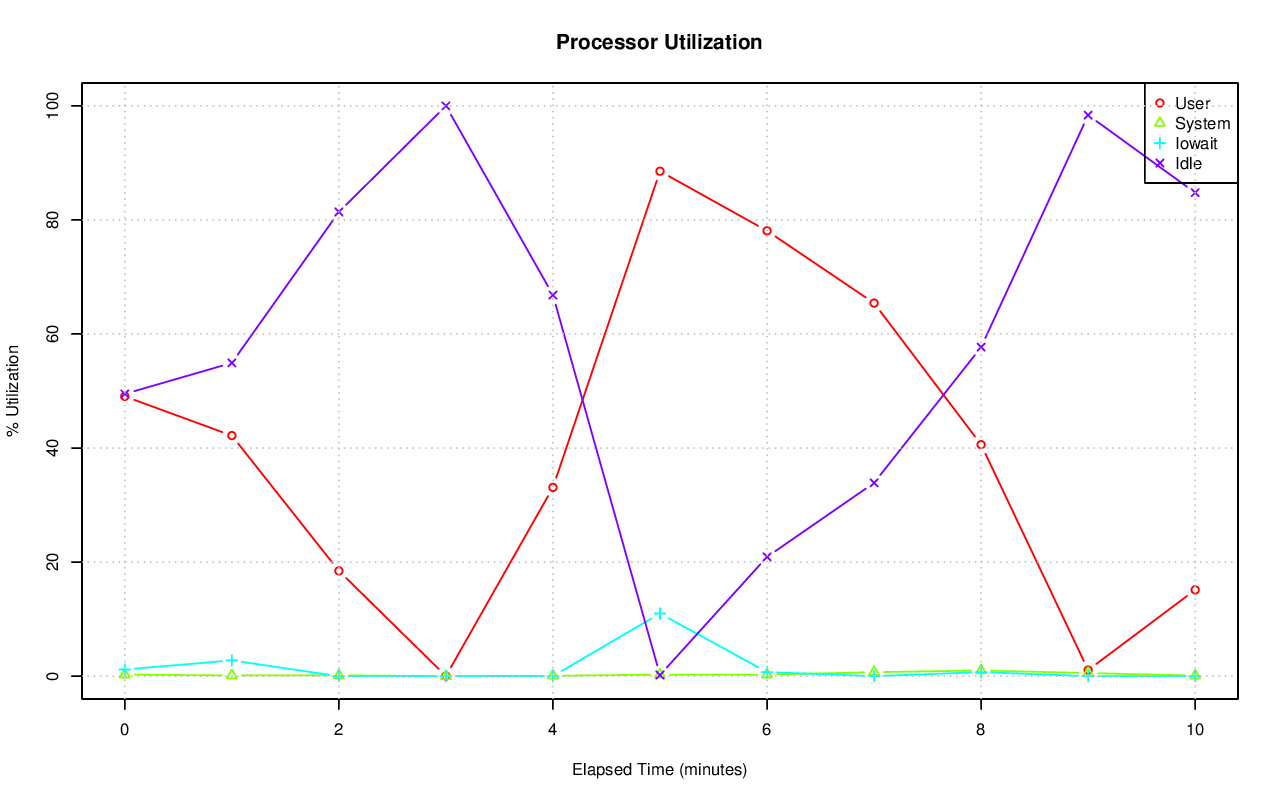 Processor Utilization
User
System
Iowait
Idle
% Utilization
100
80
60
40
20
0
0 2 4 6 8 10
Elapsed Time (minutes)